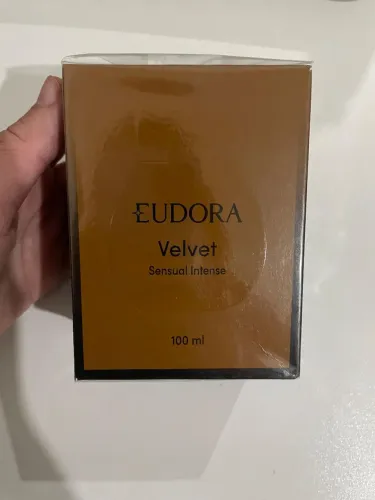 EUDORA
Velvet
Sensual Intense
100 ml